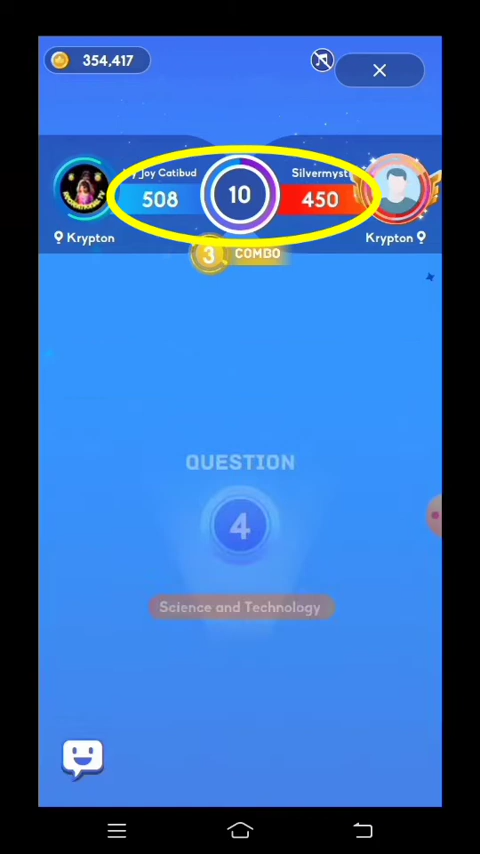 354,417
Joy Catibud
Silvermyst
508
10
450
Krypton
Krypton
3 COMBO
QUESTION
4
Science and Technology